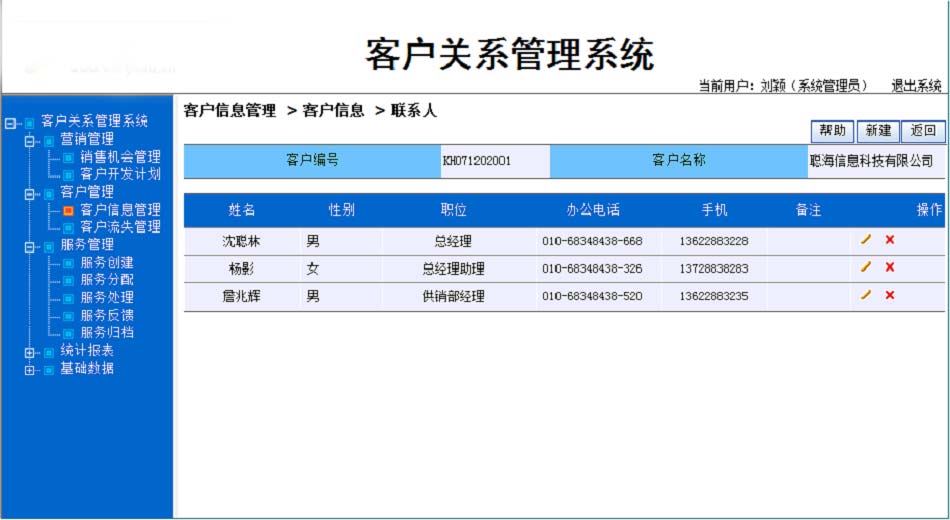 客户关系管理系统
当前用户：刘颖（系统管理员） 退出系统
客户关系管理系统
营销管理
销售机会管理
客户开发计划
客户管理
客户信息管理
客户流失管理
服务管理
服务创建
服务分配
服务处理
服务反馈
服务归档
统计报表
基础数据
客户信息管理 > 客户信息 > 联系人
帮助 新建 返回
客户编号 KH071202001 客户名称 聪海信息科技有限公司
姓名 性别 职位 办公电话 手机 备注 操作
沈聪林 男 总经理 010-68348438-668 13622883228
杨影 女 总经理助理 010-68348438-326 13728838283
詹兆辉 男 供销部经理 010-68348438-520 13622883235